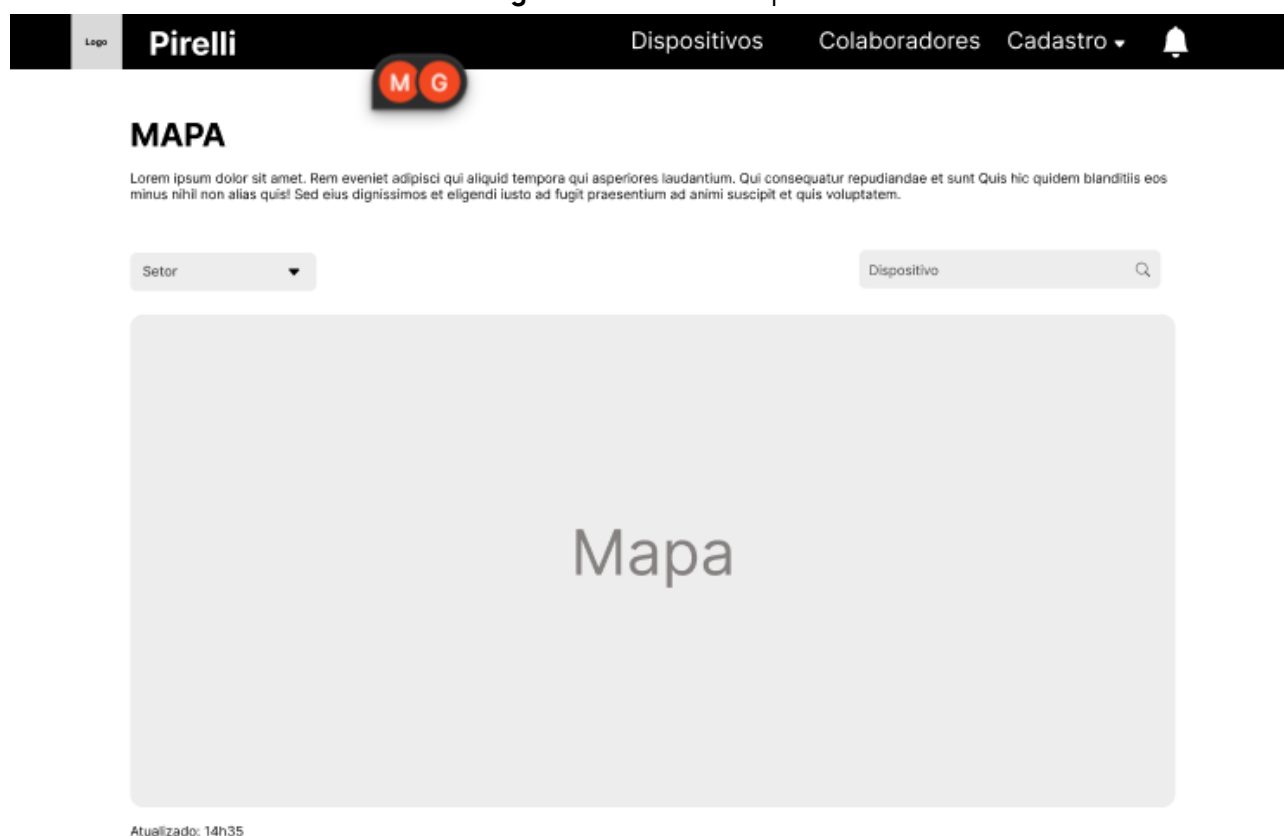 Logo
Pirelli
Dispositivos
Colaboradores
Cadastro
M G
MAPA
Lorem ipsum dolor sit amet. Rem eveniet adipisci qui aliquid tempora qui asperiores laudantium. Qui consequatur repudiandae et sunt Quis hic quidem blanditiis eos
minus nihil non alias quis! Sed eius dignissimos et eligendi iusto ad fugit praesentium ad animi suscipit et quis voluptatem.
Setor
Dispositivo
Mapa
Atualizado: 14h35